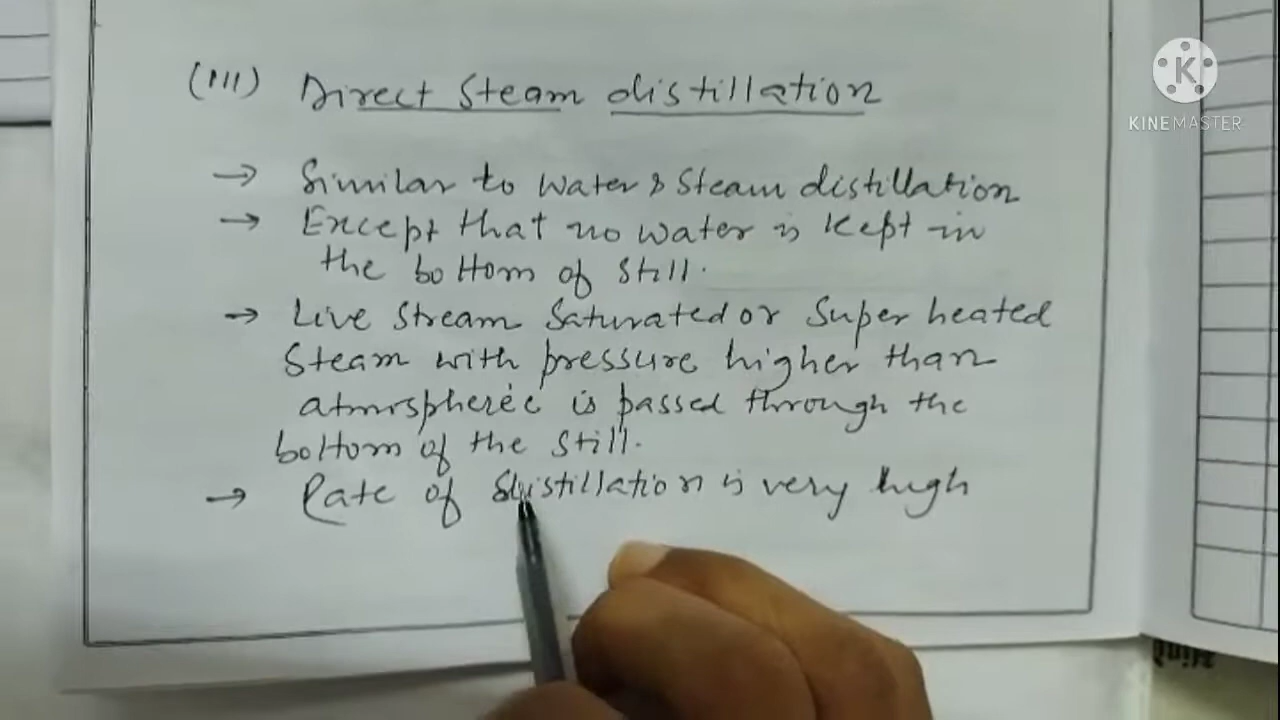 (III) Direct Steam distillation
→ Similar to water & Steam distillation
→ Except that no water is kept in
the bottom of still.
→ Live Stream Saturated or Super heated
Steam with pressure higher than
atmospheric is passed through the
bottom of the still.
→ Rate of distillation is very high
K
KINEMASTER